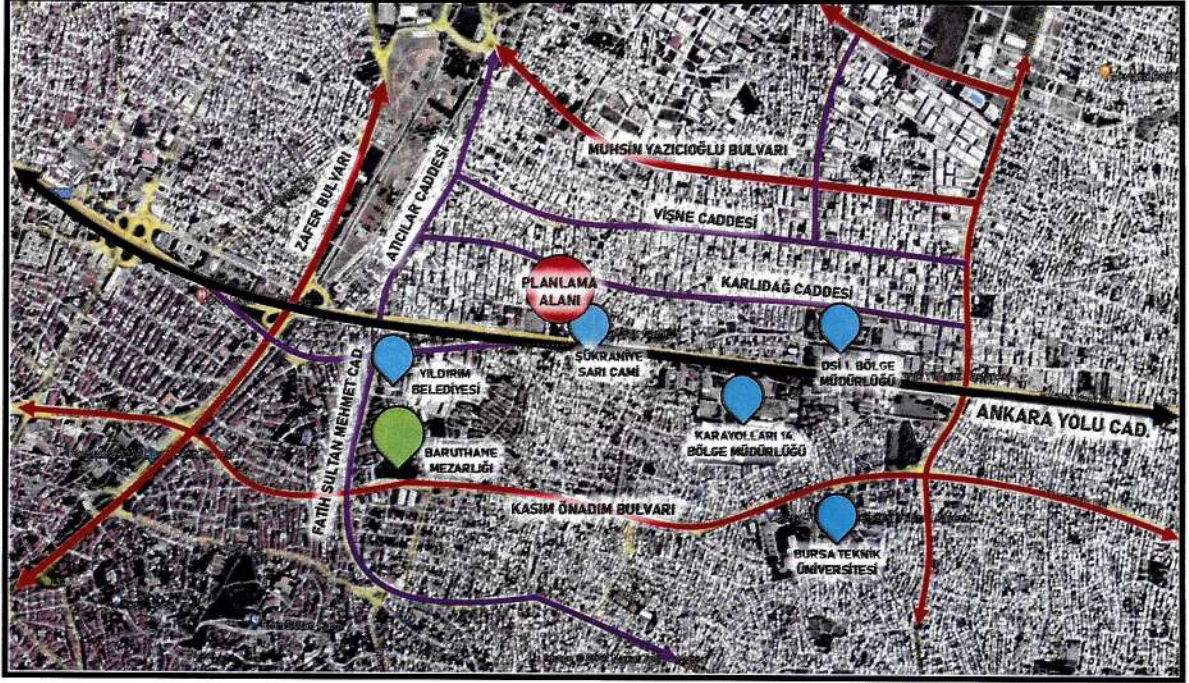 MUHSİN YAZICIOĞLU BULVARI
ZAFER BULVARI
ATICILAR CADDESİ
VİŞNE CADDESİ
PLANLAMA
ALANI
KARLIDAĞ CADDESİ
ŞÜKRANİYE
SARI CAMİ
DSİ 1. BÖLGE
MÜDÜRLÜĞÜ
YILDIRIM
BELEDİYESİ
FATİH SULTAN MEHMET CAD.
ANKARA YOLU CAD.
KARAYOLLARI 14.
BÖLGE MÜDÜRLÜĞÜ
BARUTHANE
MEZARLIĞI
KASIM ÖNADIM BULVARI
BURSA TEKNİK
ÜNİVERSİTESİ